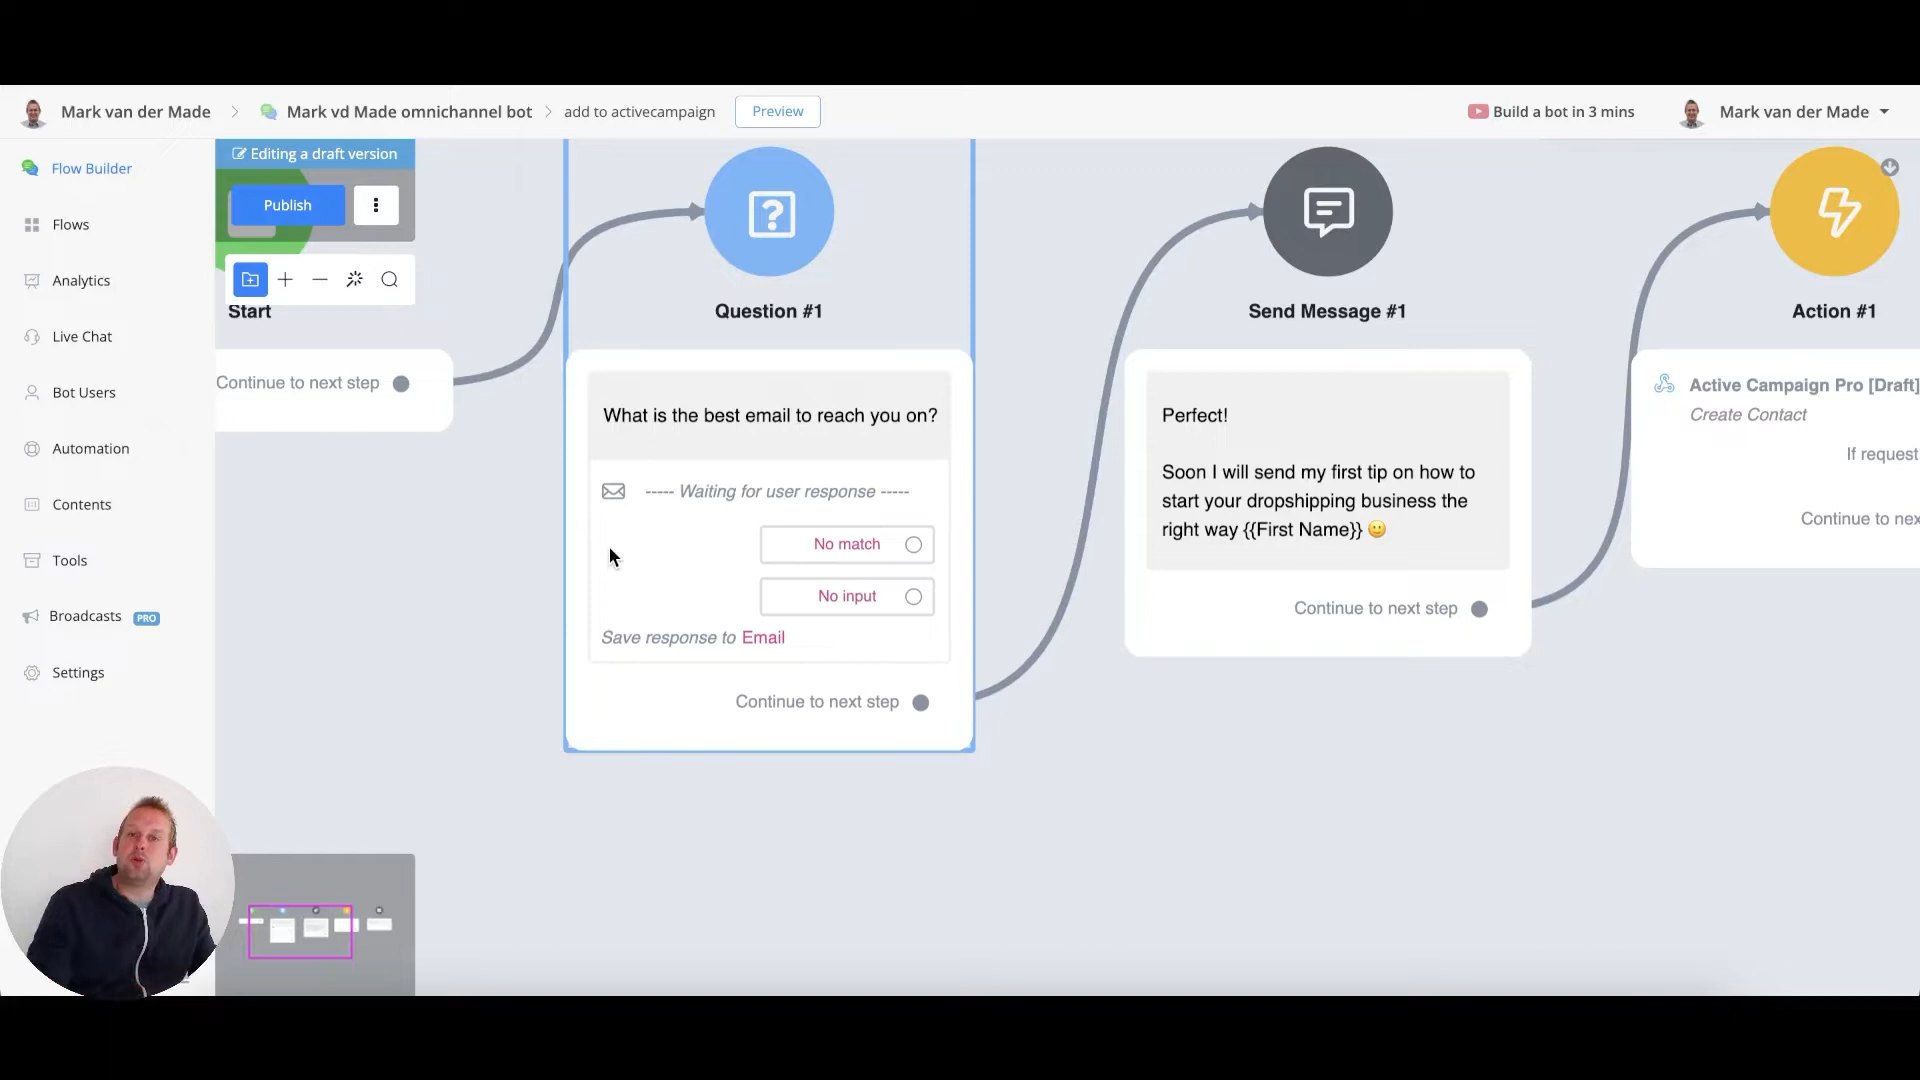 Mark van der Made
Mark vd Made omnichannel bot
add to activecampaign
Preview
Build a bot in 3 mins
Mark van der Made
Flow Builder
Flows
Analytics
Live Chat
Bot Users
Automation
Contents
Tools
Broadcasts PRO
Settings
Editing a draft version
Publish
Start
Continue to next step
Question #1
What is the best email to reach you on?
----- Waiting for user response -----
No match
No input
Save response to Email
Continue to next step
Send Message #1
Perfect!
Soon I will send my first tip on how to
start your dropshipping business the
right way {{First Name}} 🙂
Continue to next step
Action #1
Active Campaign Pro [Draft]
Create Contact
If request
Continue to nex